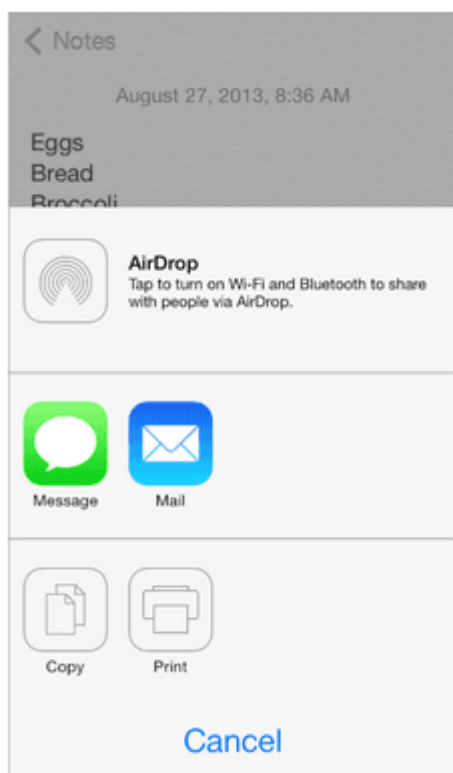 Notes
August 27, 2013, 8:36 AM
Eggs
Bread
Broccoli
AirDrop
Tap to turn on Wi-Fi and Bluetooth to share
with people via AirDrop.
Message Mail
Copy Print
Cancel